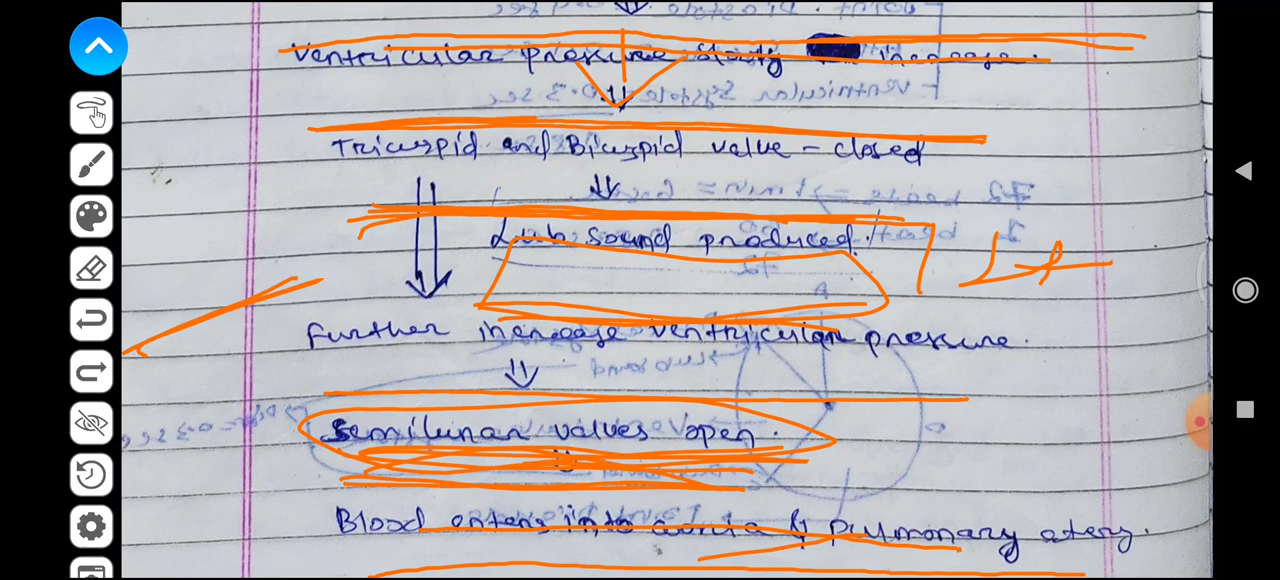 Ventricular pressure starts increase.
Tricuspid and Bicuspid valve - closed
Lub sound produced.
further increase ventricular pressure.
Semilunar valves open.
Blood enters into aorta & pulmonary atery.